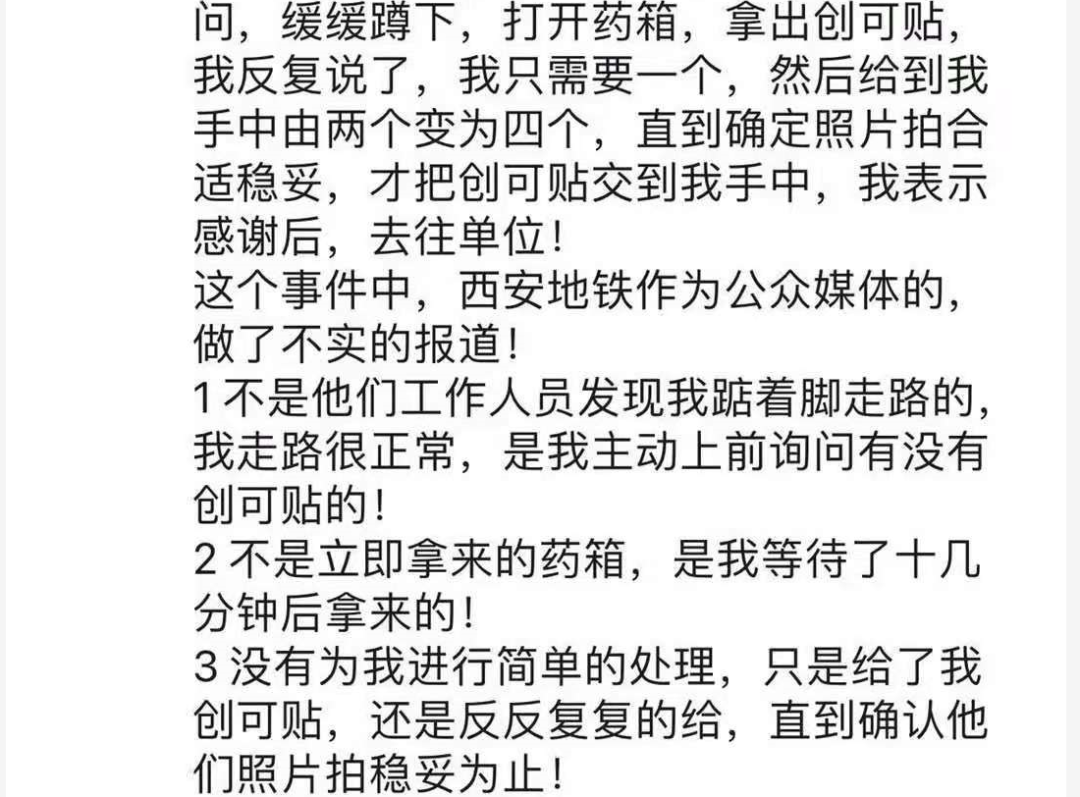 问，缓缓蹲下，打开药箱，拿出创可贴，
我反复说了，我只需要一个，然后给到我
手中由两个变为四个，直到确定照片拍合
适稳妥，才把创可贴交到我手中，我表示
感谢后，去往单位！
这个事件中，西安地铁作为公众媒体的，
做了不实的报道！
1 不是他们工作人员发现我踮着脚走路的，
我走路很正常，是我主动上前询问有没有
创可贴的！
2 不是立即拿来的药箱，是我等待了十几
分钟后拿来的！
3 没有为我进行简单的处理，只是给了我
创可贴，还是反反复复的给，直到确认他
们照片拍稳妥为止！